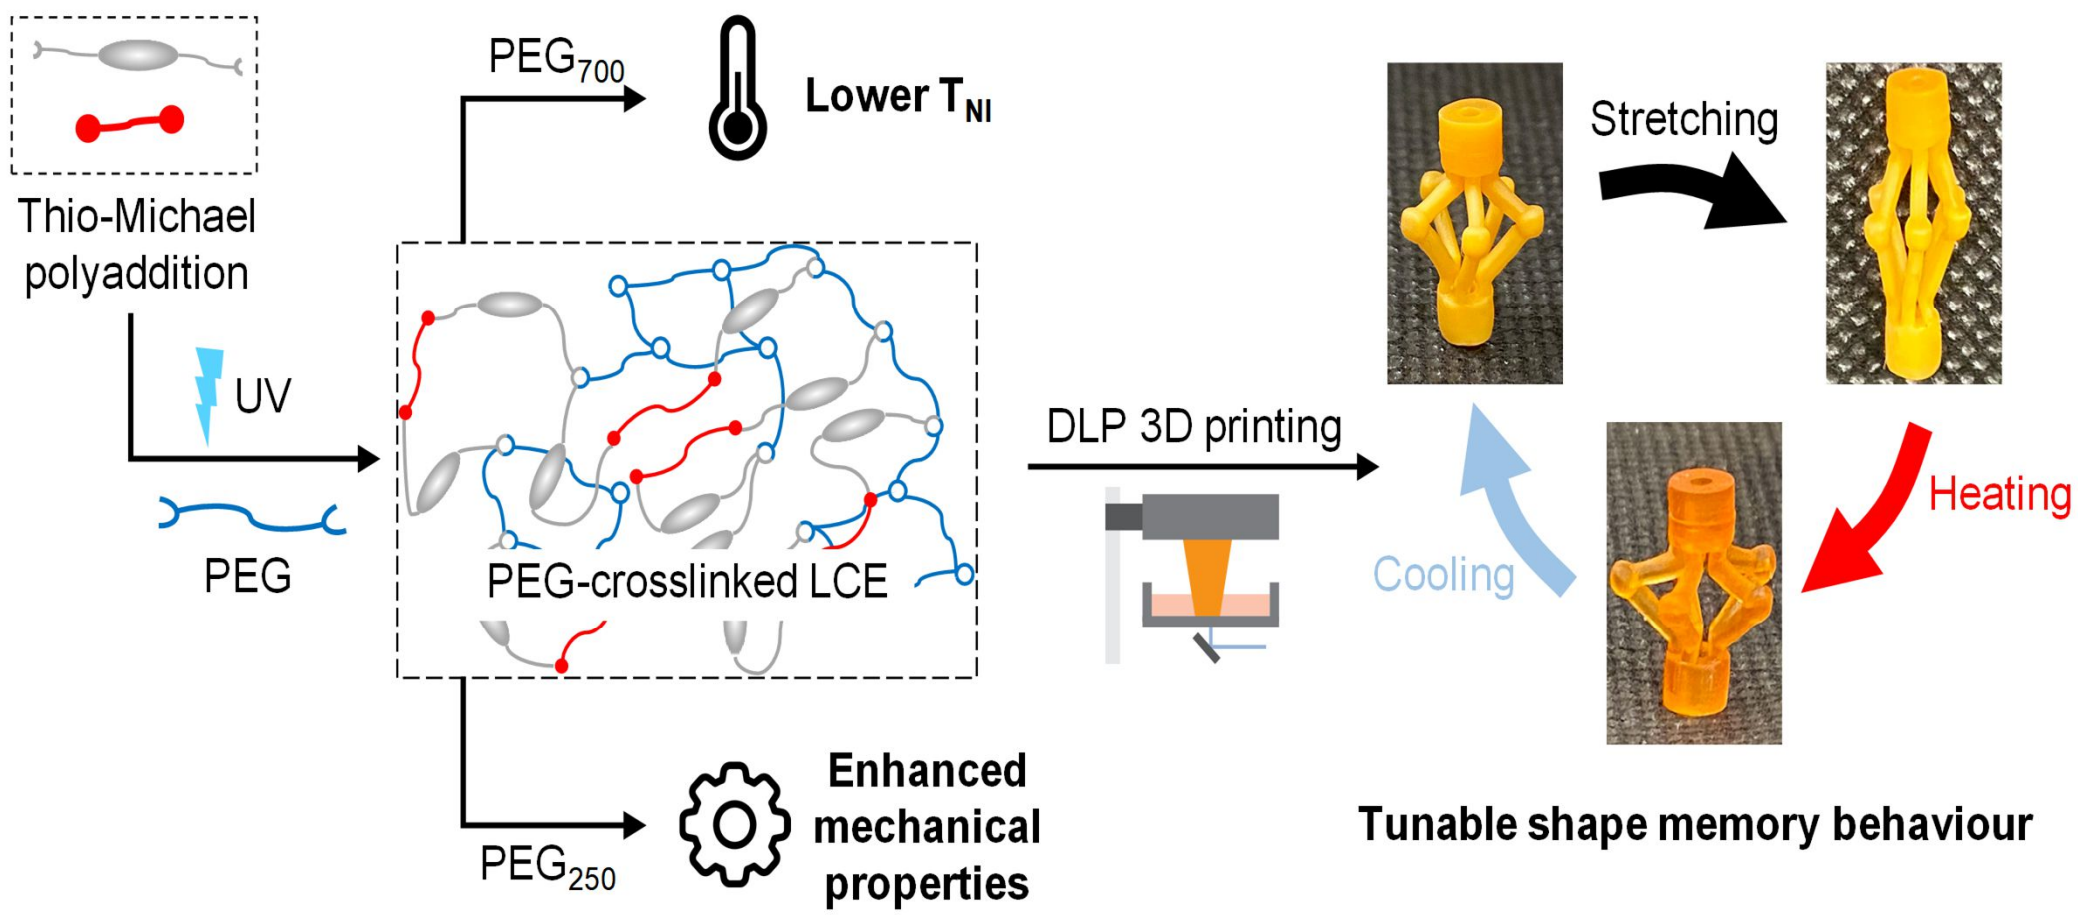 Thio-Michael
polyaddition
UV
PEG
PEG700
Lower TNI
PEG-crosslinked LCE
PEG250
Enhanced
mechanical
properties
DLP 3D printing
Stretching
Heating
Cooling
Tunable shape memory behaviour